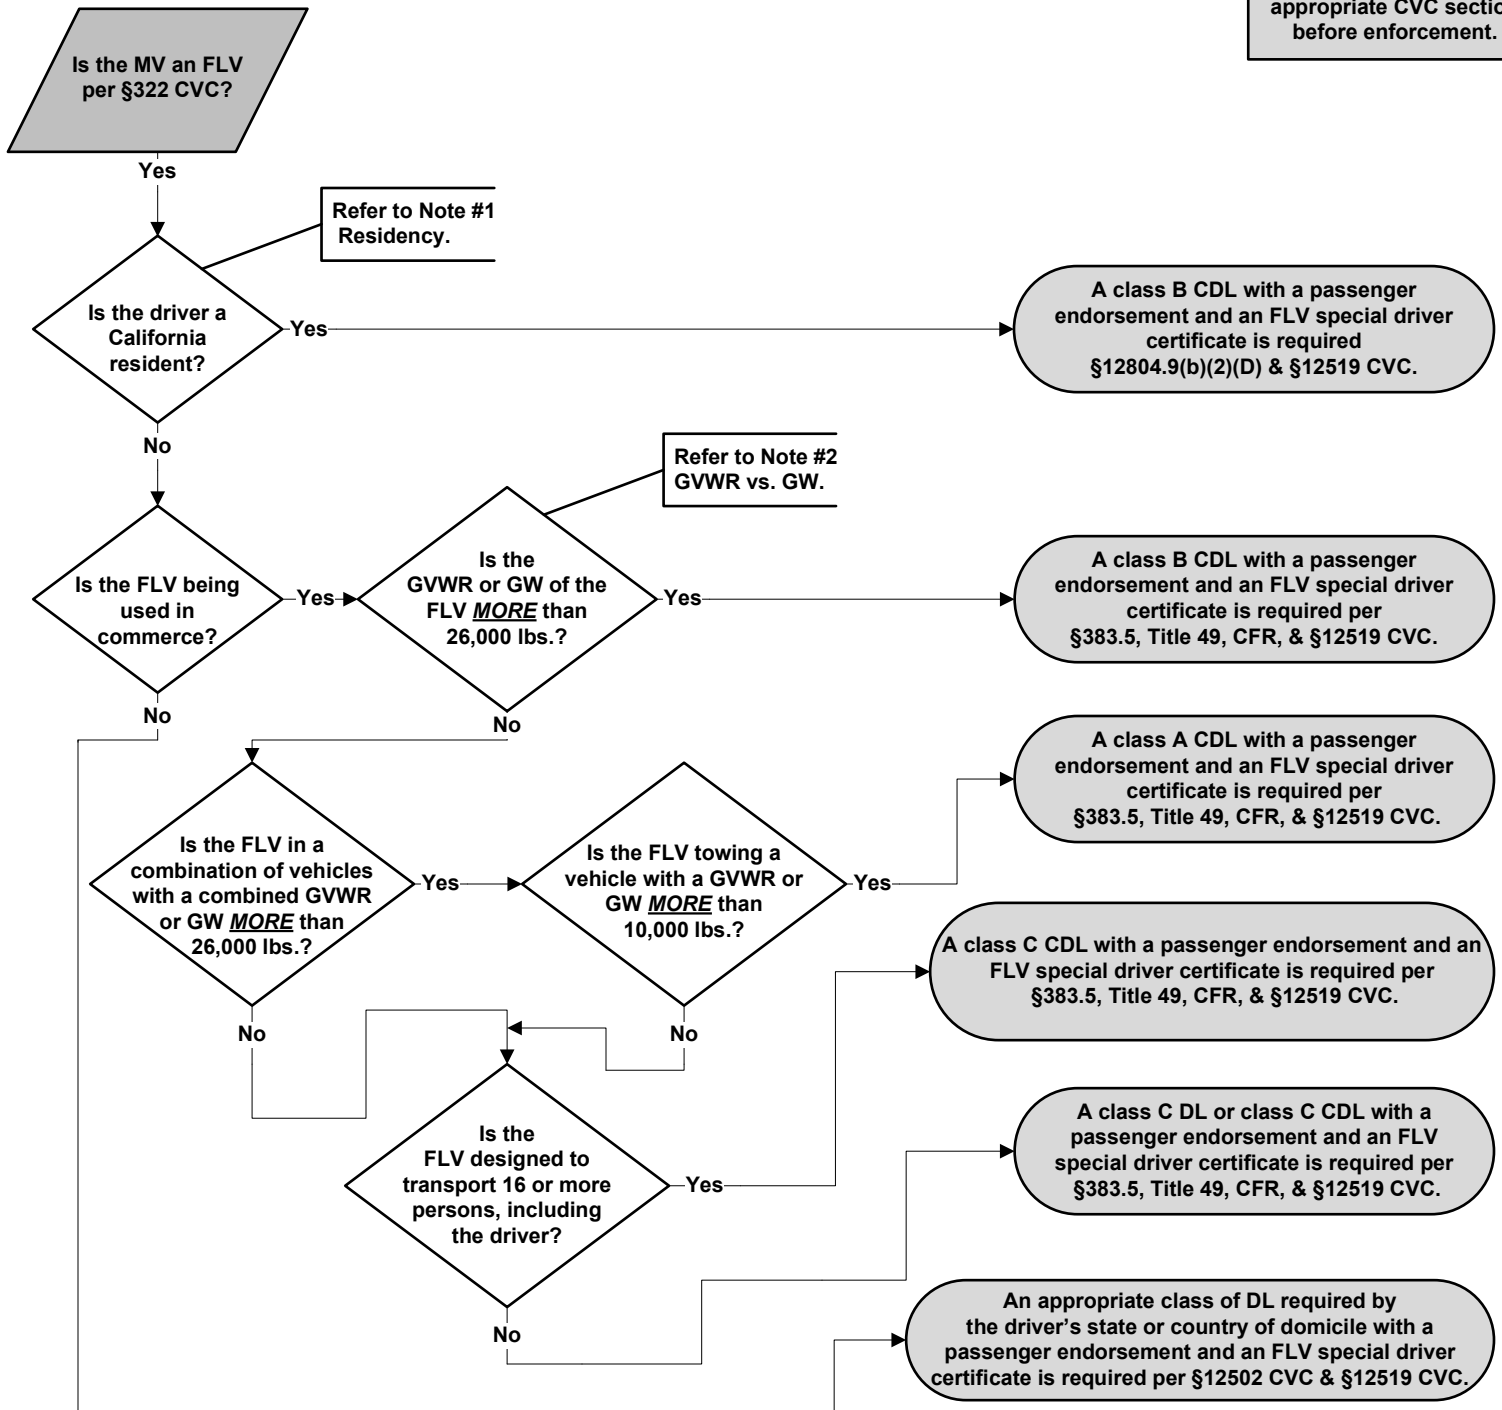 appropriate CVC sectio
before enforcement.
Is the MV an FLV
per §322 CVC?
Yes
Refer to Note #1
Residency.
Is the driver a
California
resident?
Yes
A class B CDL with a passenger
endorsement and an FLV special driver
certificate is required
§12804.9(b)(2)(D) & §12519 CVC.
No
Refer to Note #2
GVWR vs. GW.
Is the FLV being
used in
commerce?
Yes
Is the
GVWR or GW of the
FLV MORE than
26,000 lbs.?
Yes
A class B CDL with a passenger
endorsement and an FLV special driver
certificate is required per
§383.5, Title 49, CFR, & §12519 CVC.
No
No
Is the FLV in a
combination of vehicles
with a combined GVWR
or GW MORE than
26,000 lbs.?
Yes
Is the FLV towing a
vehicle with a GVWR or
GW MORE than
10,000 lbs.?
Yes
A class A CDL with a passenger
endorsement and an FLV special driver
certificate is required per
§383.5, Title 49, CFR, & §12519 CVC.
No
No
A class C CDL with a passenger endorsement and an
FLV special driver certificate is required per
§383.5, Title 49, CFR, & §12519 CVC.
Is the
FLV designed to
transport 16 or more
persons, including
the driver?
Yes
A class C DL or class C CDL with a
passenger endorsement and an FLV
special driver certificate is required per
§383.5, Title 49, CFR, & §12519 CVC.
No
An appropriate class of DL required by
the driver's state or country of domicile with a
passenger endorsement and an FLV special driver
certificate is required per §12502 CVC & §12519 CVC.